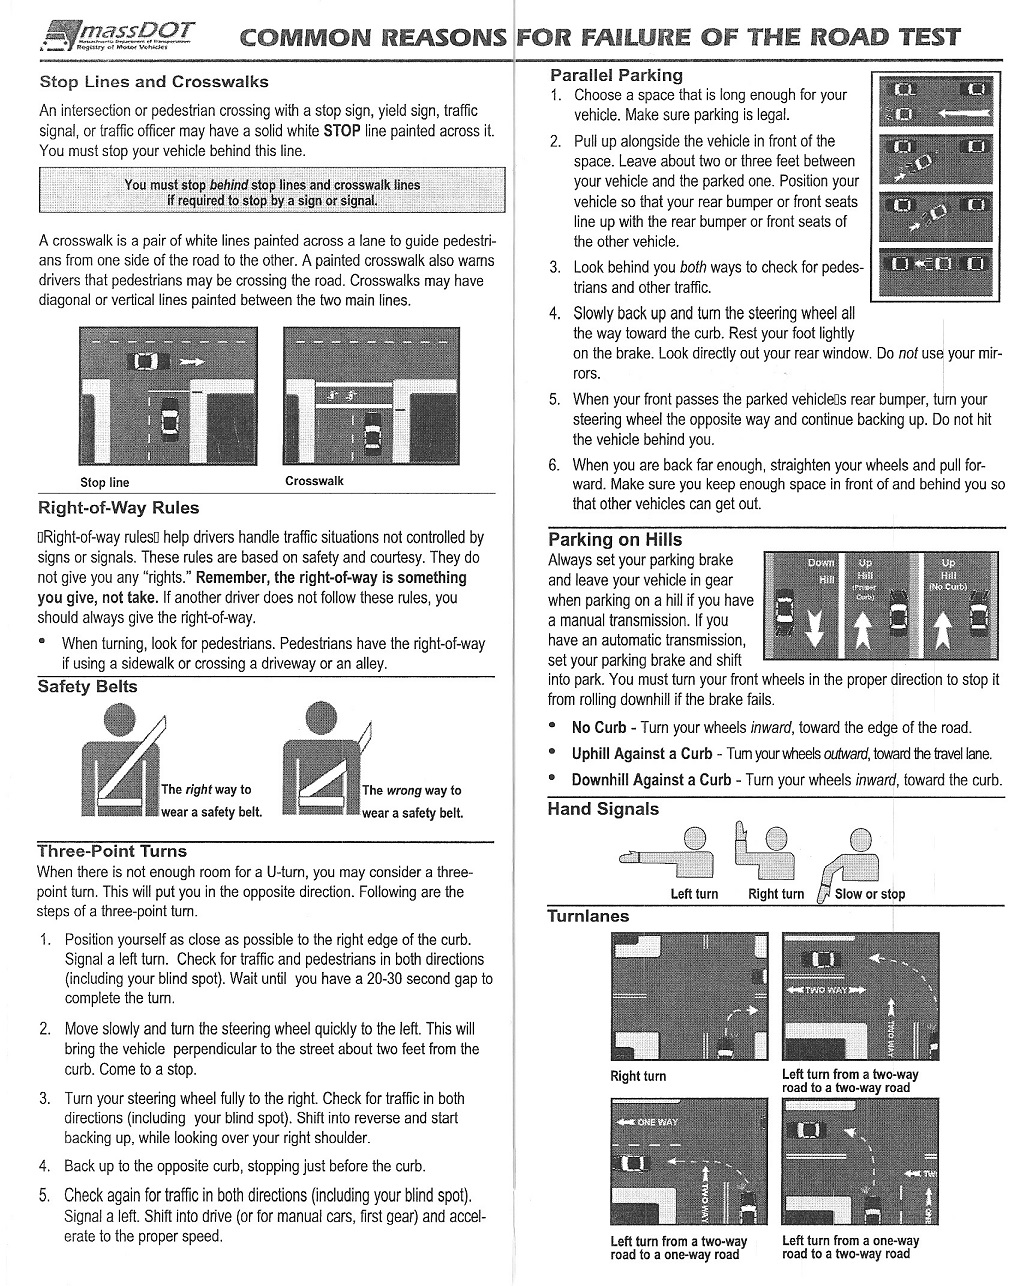 massDOT
Massachusetts Department of Transportation
Registry of Motor Vehicles
COMMON REASONS FOR FAILURE OF THE ROAD TEST
Stop Lines and Crosswalks
An intersection or pedestrian crossing with a stop sign, yield sign, traffic
signal, or traffic officer may have a solid white STOP line painted across it.
You must stop your vehicle behind this line.
You must stop behind stop lines and crosswalk lines
if required to stop by a sign or signal.
A crosswalk is a pair of white lines painted across a lane to guide pedestri-
ans from one side of the road to the other. A painted crosswalk also warns
drivers that pedestrians may be crossing the road. Crosswalks may have
diagonal or vertical lines painted between the two main lines.
Stop line
Crosswalk
Right-of-Way Rules
▯Right-of-way rules▯ help drivers handle traffic situations not controlled by
signs or signals. These rules are based on safety and courtesy. They do
not give you any “rights.” Remember, the right-of-way is something
you give, not take. If another driver does not follow these rules, you
should always give the right-of-way.
• When turning, look for pedestrians. Pedestrians have the right-of-way
if using a sidewalk or crossing a driveway or an alley.
Safety Belts
The right way to
wear a safety belt.
The wrong way to
wear a safety belt.
Three-Point Turns
When there is not enough room for a U-turn, you may consider a three-
point turn. This will put you in the opposite direction. Following are the
steps of a three-point turn.
1. Position yourself as close as possible to the right edge of the curb.
Signal a left turn. Check for traffic and pedestrians in both directions
(including your blind spot). Wait until you have a 20-30 second gap to
complete the turn.
2. Move slowly and turn the steering wheel quickly to the left. This will
bring the vehicle perpendicular to the street about two feet from the
curb. Come to a stop.
3. Turn your steering wheel fully to the right. Check for traffic in both
directions (including your blind spot). Shift into reverse and start
backing up, while looking over your right shoulder.
4. Back up to the opposite curb, stopping just before the curb.
5. Check again for traffic in both directions (including your blind spot).
Signal a left. Shift into drive (or for manual cars, first gear) and accel-
erate to the proper speed.
Parallel Parking
1. Choose a space that is long enough for your
vehicle. Make sure parking is legal.
2. Pull up alongside the vehicle in front of the
space. Leave about two or three feet between
your vehicle and the parked one. Position your
vehicle so that your rear bumper or front seats
line up with the rear bumper or front seats of
the other vehicle.
3. Look behind you both ways to check for pedes-
trians and other traffic.
4. Slowly back up and turn the steering wheel all
the way toward the curb. Rest your foot lightly
on the brake. Look directly out your rear window. Do not use your mir-
rors.
5. When your front passes the parked vehicle▯s rear bumper, turn your
steering wheel the opposite way and continue backing up. Do not hit
the vehicle behind you.
6. When you are back far enough, straighten your wheels and pull for-
ward. Make sure you keep enough space in front of and behind you so
that other vehicles can get out.
Parking on Hills
Always set your parking brake
and leave your vehicle in gear
when parking on a hill if you have
a manual transmission. If you
have an automatic transmission,
set your parking brake and shift
into park. You must turn your front wheels in the proper direction to stop it
from rolling downhill if the brake fails.
Down
Hill
Up
Hill
(Proper
Curb)
Up
Hill
(No Curb)
• No Curb - Turn your wheels inward, toward the edge of the road.
• Uphill Against a Curb - Turn your wheels outward, toward the travel lane.
• Downhill Against a Curb - Turn your wheels inward, toward the curb.
Hand Signals
Left turn
Right turn
Slow or stop
Turnlanes
TWO WAY
TWO WAY
Right turn
Left turn from a two-way
road to a two-way road
ONE WAY
TWO WAY
TW
ONE
Left turn from a two-way
road to a one-way road
Left turn from a one-way
road to a two-way road